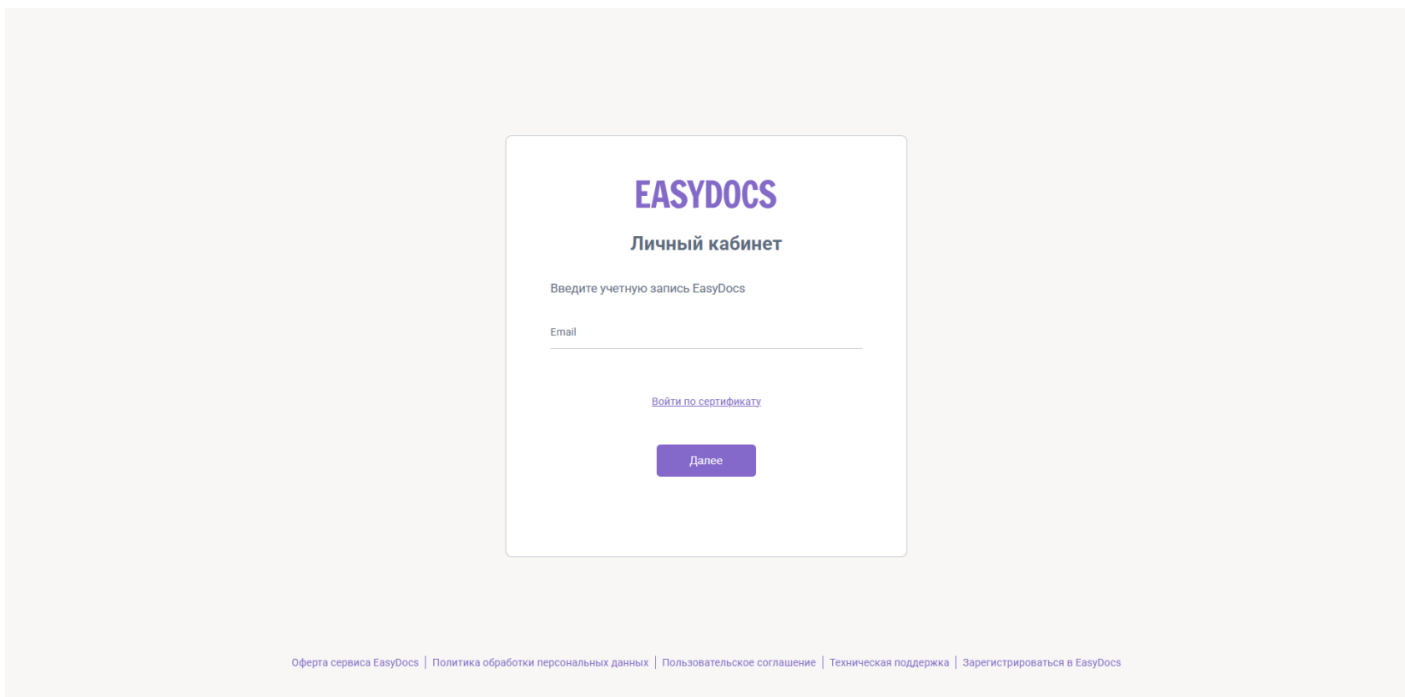 EASYDOCS
Личный кабинет
Введите учетную запись EasyDocs
Email
Войти по сертификату
Далее
Оферта сервиса EasyDocs | Политика обработки персональных данных | Пользовательское соглашение | Техническая поддержка | Зарегистрироваться в EasyDocs